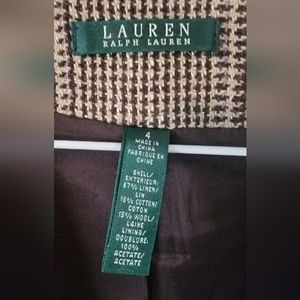 LAUREN
RALPH LAUREN
4
MADE IN
CHINA
FABRIQUE EN
CHINE
SHELL/
EXTERIEUR:
67% LINEN/
LIN
18% COTTON/
COTON
15% WOOL/
LAINE
LINING/
DOUBLURE:
100%
ACETATE/
ACETATE